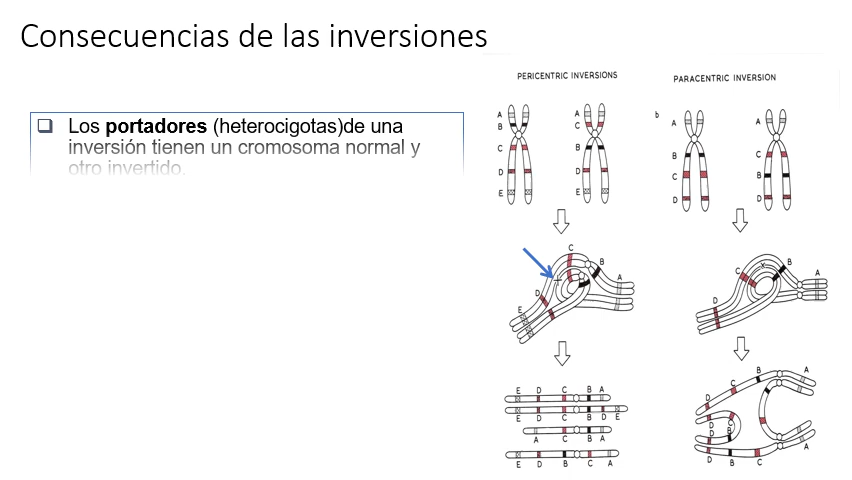 Consecuencias de las inversiones
Los portadores (heterocigotas)de una
inversión tienen un cromosoma normal y
otro invertido.
PERICENTRIC INVERSIONS
A
B
C
D
E
A
C
B
D
E
C
B
A
D
E
E D C B A
E D C B D E
A C B A
E D B C A
PARACENTRIC INVERSION
b
A
B
C
D
A
C
B
D
C
B
A
D
A
B
C
D
D
C
B
D
D B C A